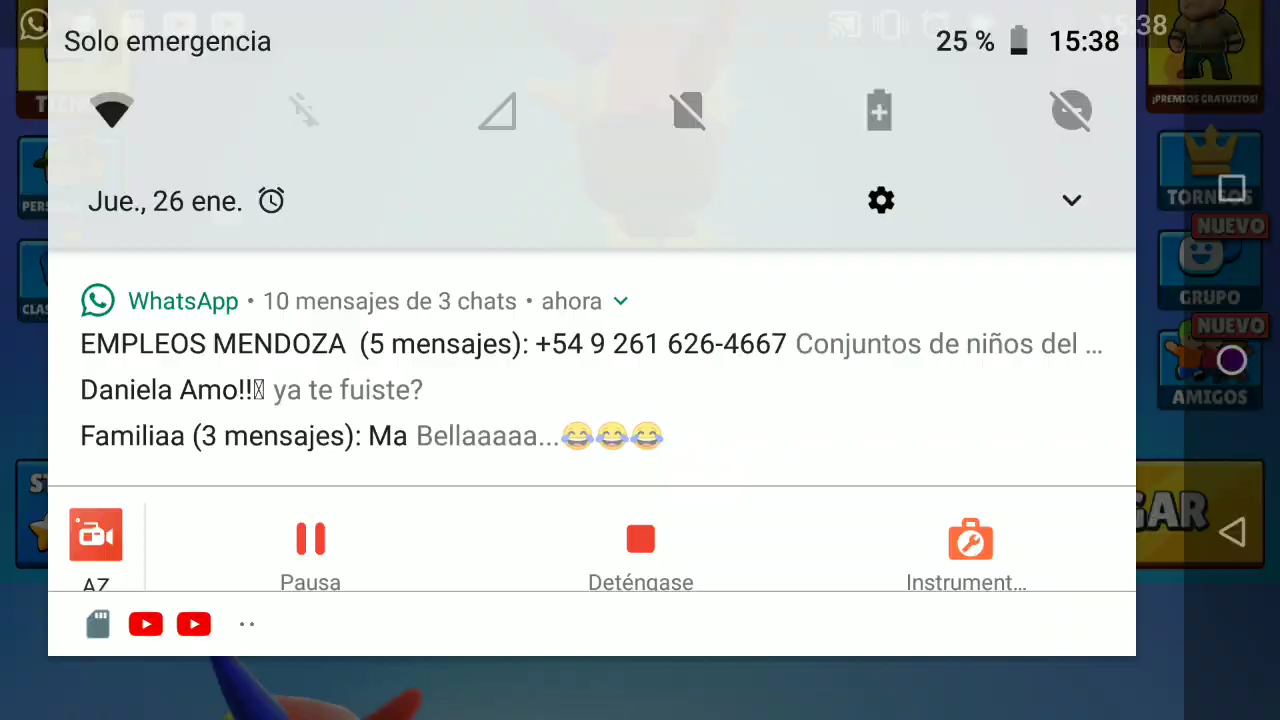 Solo emergencia 25 % 15:38
Jue., 26 ene.
WhatsApp • 10 mensajes de 3 chats • ahora
EMPLEOS MENDOZA (5 mensajes): +54 9 261 626-4667 Conjuntos de niños del ...
Daniela Amo!! ya te fuiste?
Familiaa (3 mensajes): Ma Bellaaaaa...😂😂😂
AZ
Pausa
Deténgase
Instrument...
¡PREMIOS GRATUITOS!
TORNEOS
NUEVO
GRUPO
NUEVO
AMIGOS